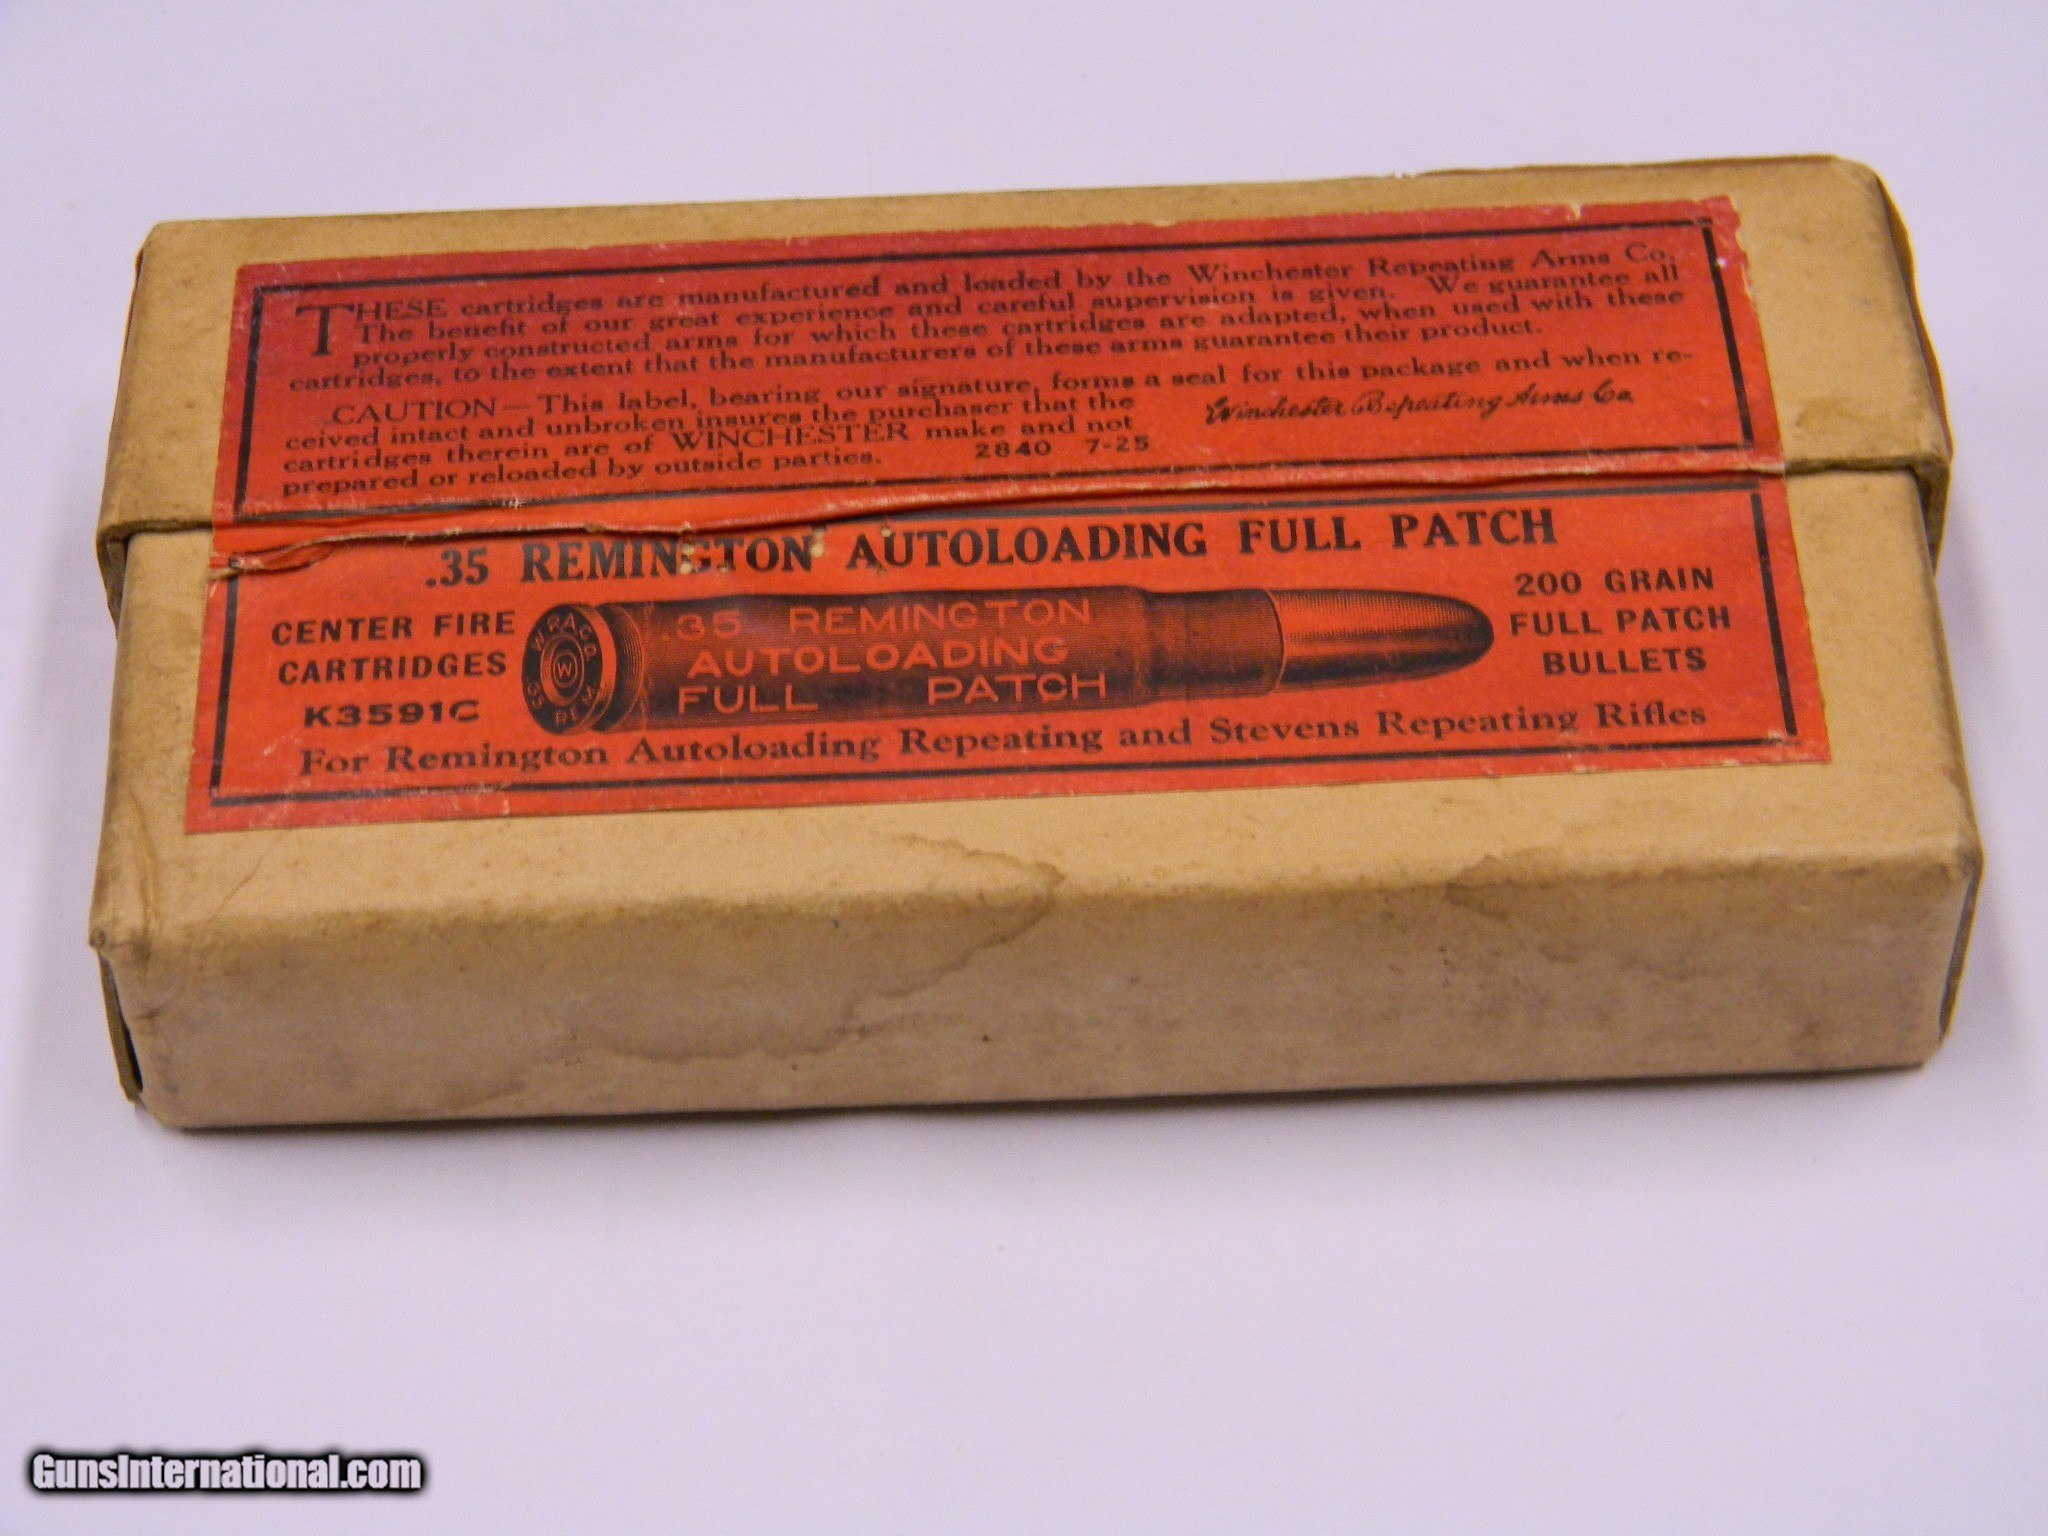 THESE cartridges are manufactured and loaded by the Winchester Repeating Arms Co.
The benefit of our great experience and careful supervision is given. We guarantee all
properly constructed arms for which these cartridges are adapted, when used with these
cartridges, to the extent that the manufacturers of these arms guarantee their product.
CAUTION—This label, bearing our signature, forms a seal for this package and when re-
ceived intact and unbroken insures the purchaser that the
cartridges therein are of WINCHESTER make and not
prepared or reloaded by outside parties. 2840 7-25
Winchester Repeating Arms Co.
.35 REMINGTON AUTOLOADING FULL PATCH
CENTER FIRE
CARTRIDGES
K3591C
W.R.A.Co.
W
.35 REM.
.35 REMINGTON
AUTOLOADING
FULL PATCH
200 GRAIN
FULL PATCH
BULLETS
For Remington Autoloading Repeating and Stevens Repeating Rifles
GunsInternational.com